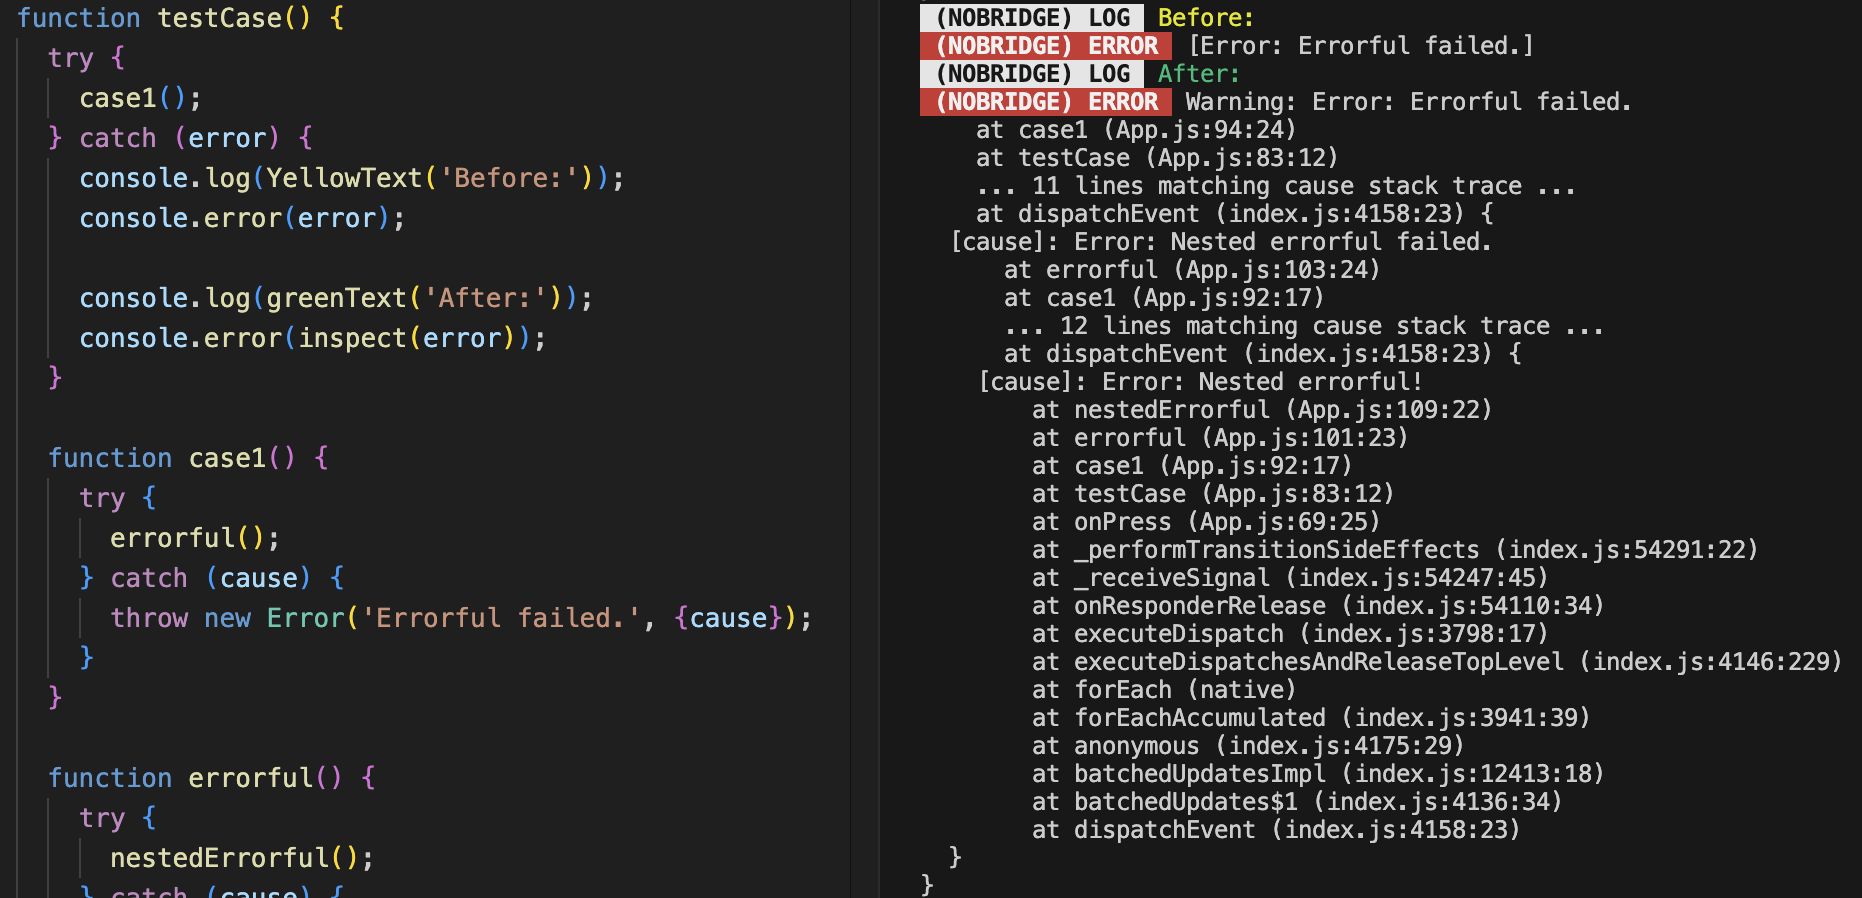 function testCase() {
try {
case1();
} catch (error) {
console.log(YellowText('Before:'));
console.error(error);
console.log(greenText('After:'));
console.error(inspect(error));
}
function case1() {
try {
errorful();
} catch (cause) {
throw new Error('Errorful failed.', {cause});
}
}
function errorful() {
try {
nestedErrorful();
} catch (cause) {
(NOBRIDGE) LOG Before:
(NOBRIDGE) ERROR [Error: Errorful failed.]
(NOBRIDGE) LOG After:
(NOBRIDGE) ERROR Warning: Error: Errorful failed.
at case1 (App.js:94:24)
at testCase (App.js:83:12)
... 11 lines matching cause stack trace ...
at dispatchEvent (index.js:4158:23) {
[cause]: Error: Nested errorful failed.
at errorful (App.js:103:24)
at case1 (App.js:92:17)
... 12 lines matching cause stack trace ...
at dispatchEvent (index.js:4158:23) {
[cause]: Error: Nested errorful!
at nestedErrorful (App.js:109:22)
at errorful (App.js:101:23)
at case1 (App.js:92:17)
at testCase (App.js:83:12)
at onPress (App.js:69:25)
at _performTransitionSideEffects (index.js:54291:22)
at _receiveSignal (index.js:54247:45)
at onResponderRelease (index.js:54110:34)
at executeDispatch (index.js:3798:17)
at executeDispatchesAndReleaseTopLevel (index.js:4146:229)
at forEach (native)
at forEachAccumulated (index.js:3941:39)
at anonymous (index.js:4175:29)
at batchedUpdatesImpl (index.js:12413:18)
at batchedUpdates$1 (index.js:4136:34)
at dispatchEvent (index.js:4158:23)
}
}